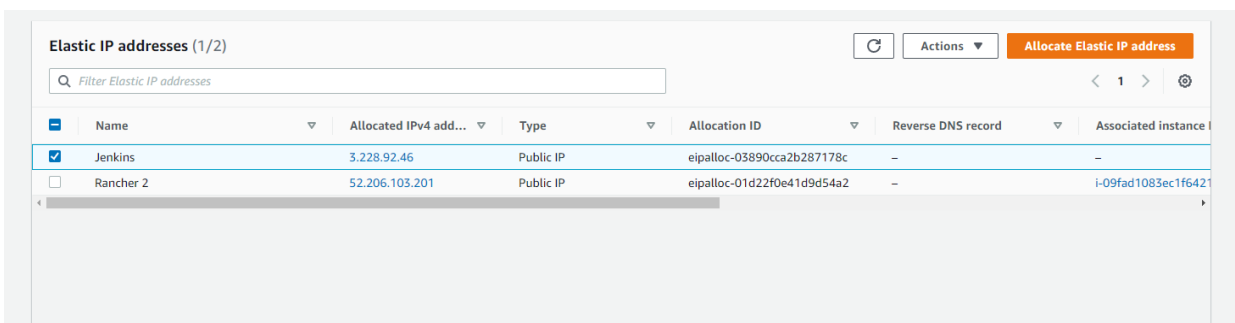 Elastic IP addresses (1/2)
Actions
Allocate Elastic IP address
Filter Elastic IP addresses
1
Name Allocated IPv4 add... Type Allocation ID Reverse DNS record Associated instance
Jenkins 3.228.92.46 Public IP eipalloc-03890cca2b287178c – –
Rancher 2 52.206.103.201 Public IP eipalloc-01d22f0e41d9d54a2 – i-09fad1083ec1f6421